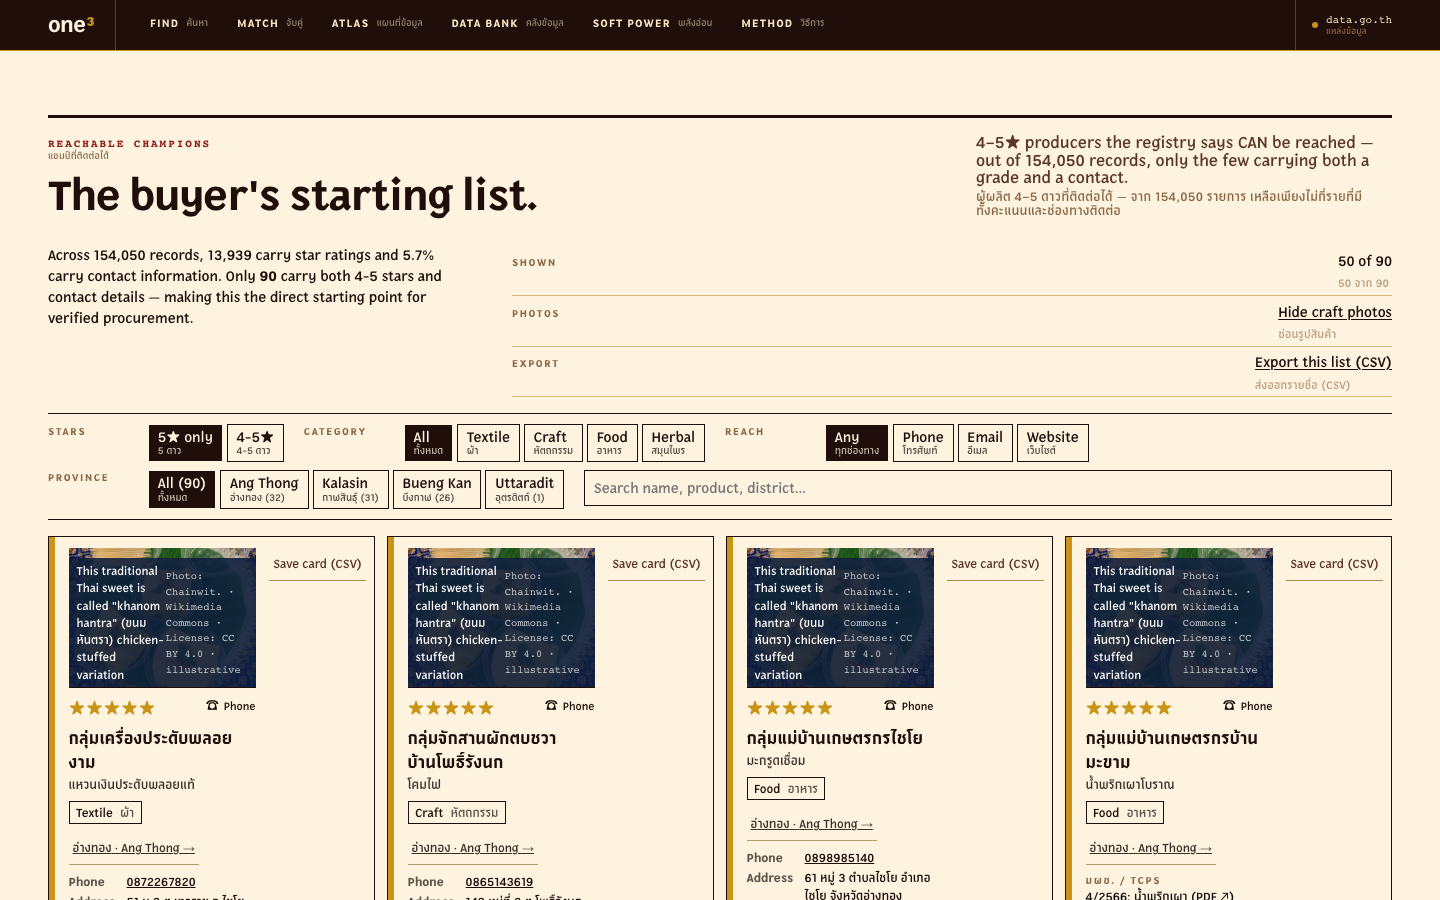 one³
FIND ค้นหา
MATCH จับคู่
ATLAS แผนที่ข้อมูล
DATA BANK คลังข้อมูล
SOFT POWER พลังอ่อน
METHOD วิธีการ
data.go.th
แหล่งข้อมูล
REACHABLE CHAMPIONS
แชมป์ที่ติดต่อได้
The buyer's starting list.
4–5★ producers the registry says CAN be reached —
out of 154,050 records, only the few carrying both a
grade and a contact.
ผู้ผลิต 4–5 ดาวที่ติดต่อได้ — จาก 154,050 รายการ เหลือเพียงไม่กี่รายที่มี
ทั้งคะแนนและช่องทางติดต่อ
Across 154,050 records, 13,939 carry star ratings and 5.7%
carry contact information. Only 90 carry both 4-5 stars and
contact details — making this the direct starting point for
verified procurement.
SHOWN
50 of 90
50 จาก 90
PHOTOS
Hide craft photos
ซ่อนรูปสินค้า
EXPORT
Export this list (CSV)
ส่งออกรายชื่อ (CSV)
STARS
5★ only
5 ดาว
4-5★
4-5 ดาว
CATEGORY
All
ทั้งหมด
Textile
ผ้า
Craft
หัตถกรรม
Food
อาหาร
Herbal
สมุนไพร
REACH
Any
ทุกช่องทาง
Phone
โทรศัพท์
Email
อีเมล
Website
เว็บไซต์
PROVINCE
All (90)
ทั้งหมด
Ang Thong
อ่างทอง (32)
Kalasin
กาฬสินธุ์ (31)
Bueng Kan
บึงกาฬ (26)
Uttaradit
อุตรดิตถ์ (1)
Search name, product, district…
This traditional
Thai sweet is
called "khanom
hantra" (ขนม
หันตรา) chicken-
stuffed
variation
Photo:
Chainwit. ·
Wikimedia
Commons ·
License: CC
BY 4.0 ·
illustrative
Save card (CSV)
★★★★★
☎ Phone
กลุ่มเครื่องประดับพลอย
งาม
แหวนเงินประดับพลอยแท้
Textile ผ้า
อ่างทอง · Ang Thong →
Phone 0872267820
This traditional
Thai sweet is
called "khanom
hantra" (ขนม
หันตรา) chicken-
stuffed
variation
Photo:
Chainwit. ·
Wikimedia
Commons ·
License: CC
BY 4.0 ·
illustrative
Save card (CSV)
★★★★★
☎ Phone
กลุ่มจักสานผักตบชวา
บ้านโพธิ์รังนก
โคมไฟ
Craft หัตถกรรม
อ่างทอง · Ang Thong →
Phone 0865143619
This traditional
Thai sweet is
called "khanom
hantra" (ขนม
หันตรา) chicken-
stuffed
variation
Photo:
Chainwit. ·
Wikimedia
Commons ·
License: CC
BY 4.0 ·
illustrative
Save card (CSV)
★★★★★
☎ Phone
กลุ่มแม่บ้านเกษตรกรไชโย
มะกรูดเชื่อม
Food อาหาร
อ่างทอง · Ang Thong →
Phone 0898985140
Address 61 หมู่ 3 ตำบลไชโย อำเภอ
ไชโย จังหวัดอ่างทอง
This traditional
Thai sweet is
called "khanom
hantra" (ขนม
หันตรา) chicken-
stuffed
variation
Photo:
Chainwit. ·
Wikimedia
Commons ·
License: CC
BY 4.0 ·
illustrative
Save card (CSV)
★★★★★
☎ Phone
กลุ่มแม่บ้านเกษตรกรบ้าน
มะขาม
น้ำพริกเผาโบราณ
Food อาหาร
อ่างทอง · Ang Thong →
มผช. / TCPS
4/2566: น้ำพริกเผา (PDF ↗)